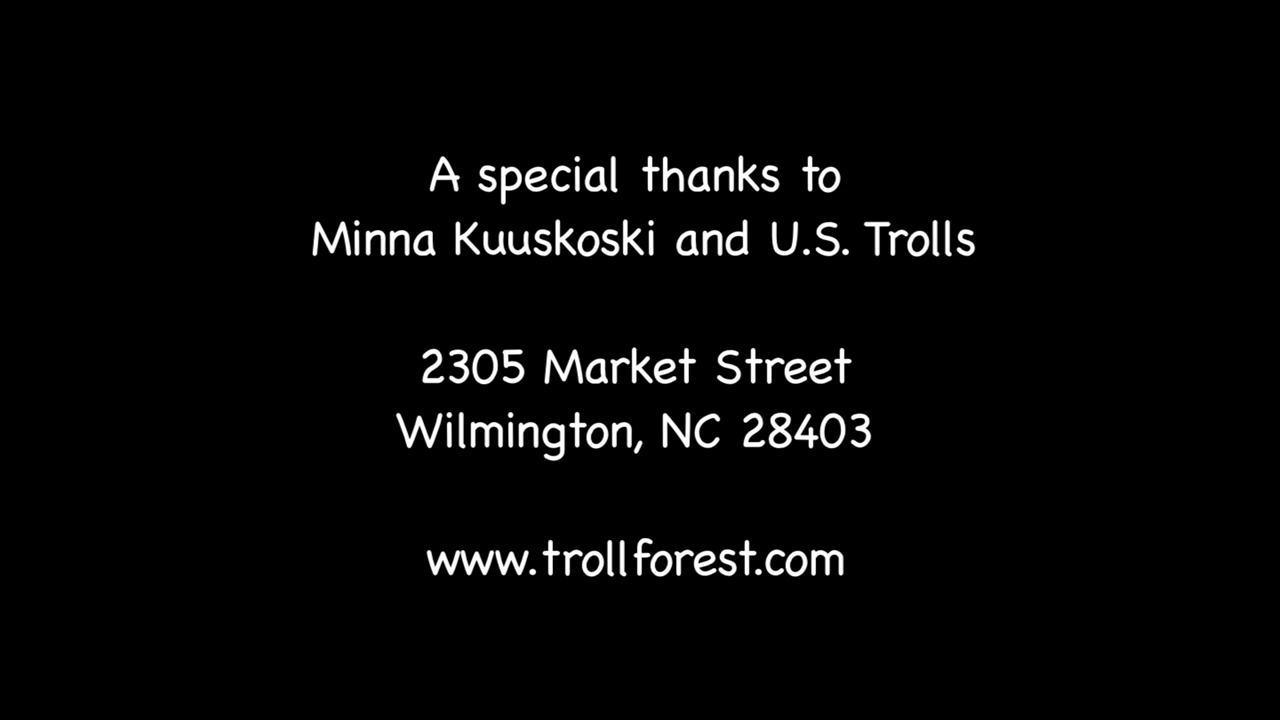 A special thanks to
Minna Kuuskoski and U.S. Trolls
2305 Market Street
Wilmington, NC 28403
www.trollforest.com